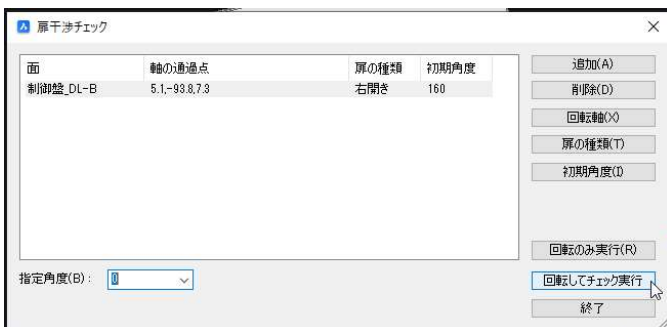 扉干渉チェック
面 軸の通過点 扉の種類 初期角度
制御盤_DL-B 5.1,-93.8,7.3 右開き 160
追加(A)
削除(D)
回転軸(X)
扉の種類(T)
初期角度(I)
回転のみ実行(R)
指定角度(B): 0
回転してチェック実行
終了